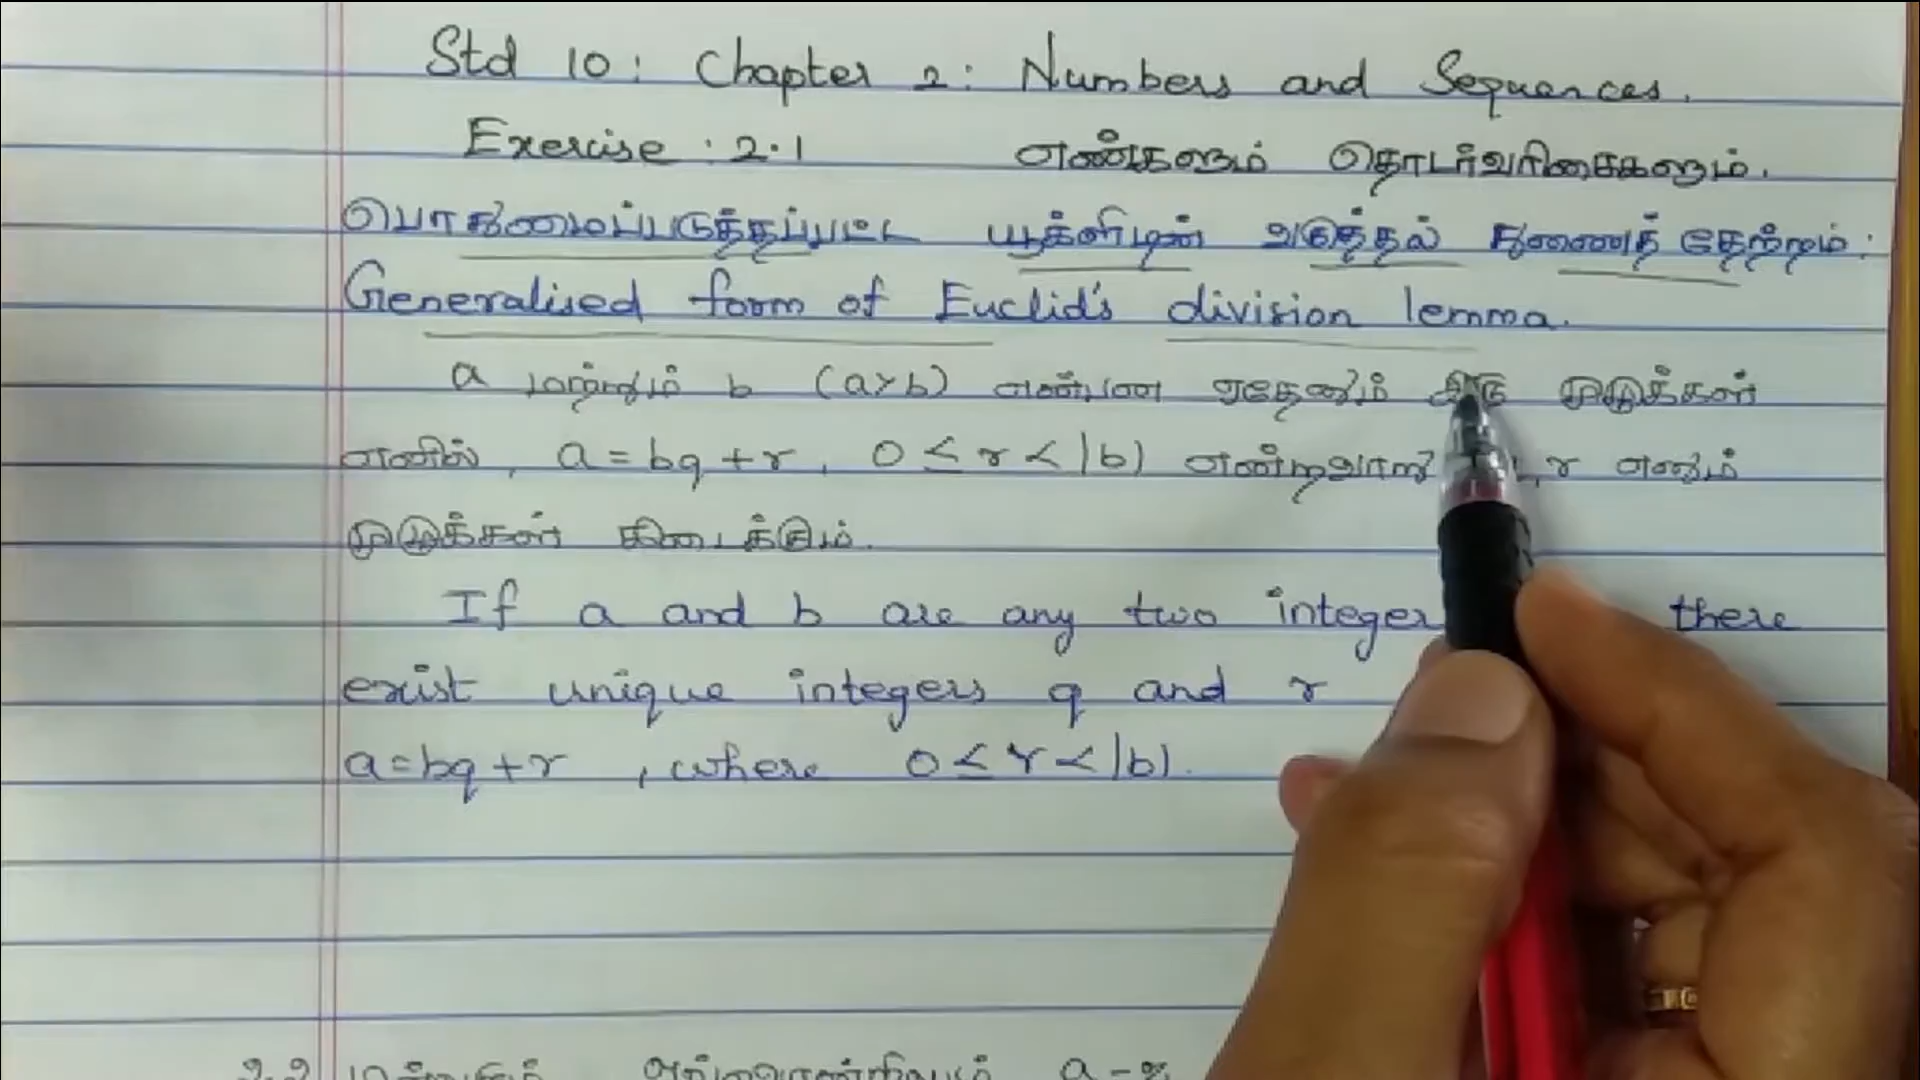 Std 10 : Chapter 2 : Numbers and Sequences.
Exercise : 2.1 எண்களும் தொடர்வரிசைகளும்.
பொதுமைப்படுத்தப்பட்ட யூக்ளிடின் வகுத்தல் துணைத் தேற்றம் :
Generalised form of Euclid's division lemma.
a மற்றும் b (a>b) என்பன ஏதேனும் இரு முழுக்கள்
எனில், a = bq + r, 0 ≤ r < |b| என்றவாறு , r எனும்
முழுக்கள் கிடைக்கும்.
If a and b are any two integer there
exist unique integers q and r
a = bq + r , where 0 ≤ r < |b|.